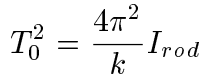 T_0^2 = \frac{4\pi^2}{k} I_{rod}